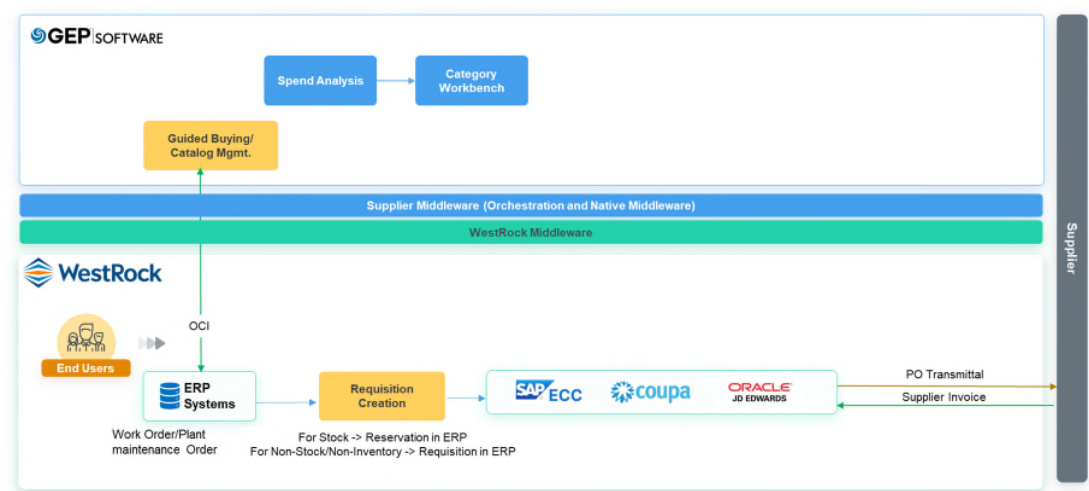 GEP SOFTWARE
Spend Analysis
Category
Workbench
Guided Buying/
Catalog Mgmt.
Supplier Middleware (Orchestration and Native Middleware)
WestRock Middleware
Supplier
WestRock
OCI
End Users
ERP
Systems
Requisition
Creation
SAP ECC
coupa
ORACLE
JD EDWARDS
PO Transmittal
Supplier Invoice
Work Order/Plant
maintenance Order
For Stock -> Reservation in ERP
For Non-Stock/Non-Inventory -> Requisition in ERP